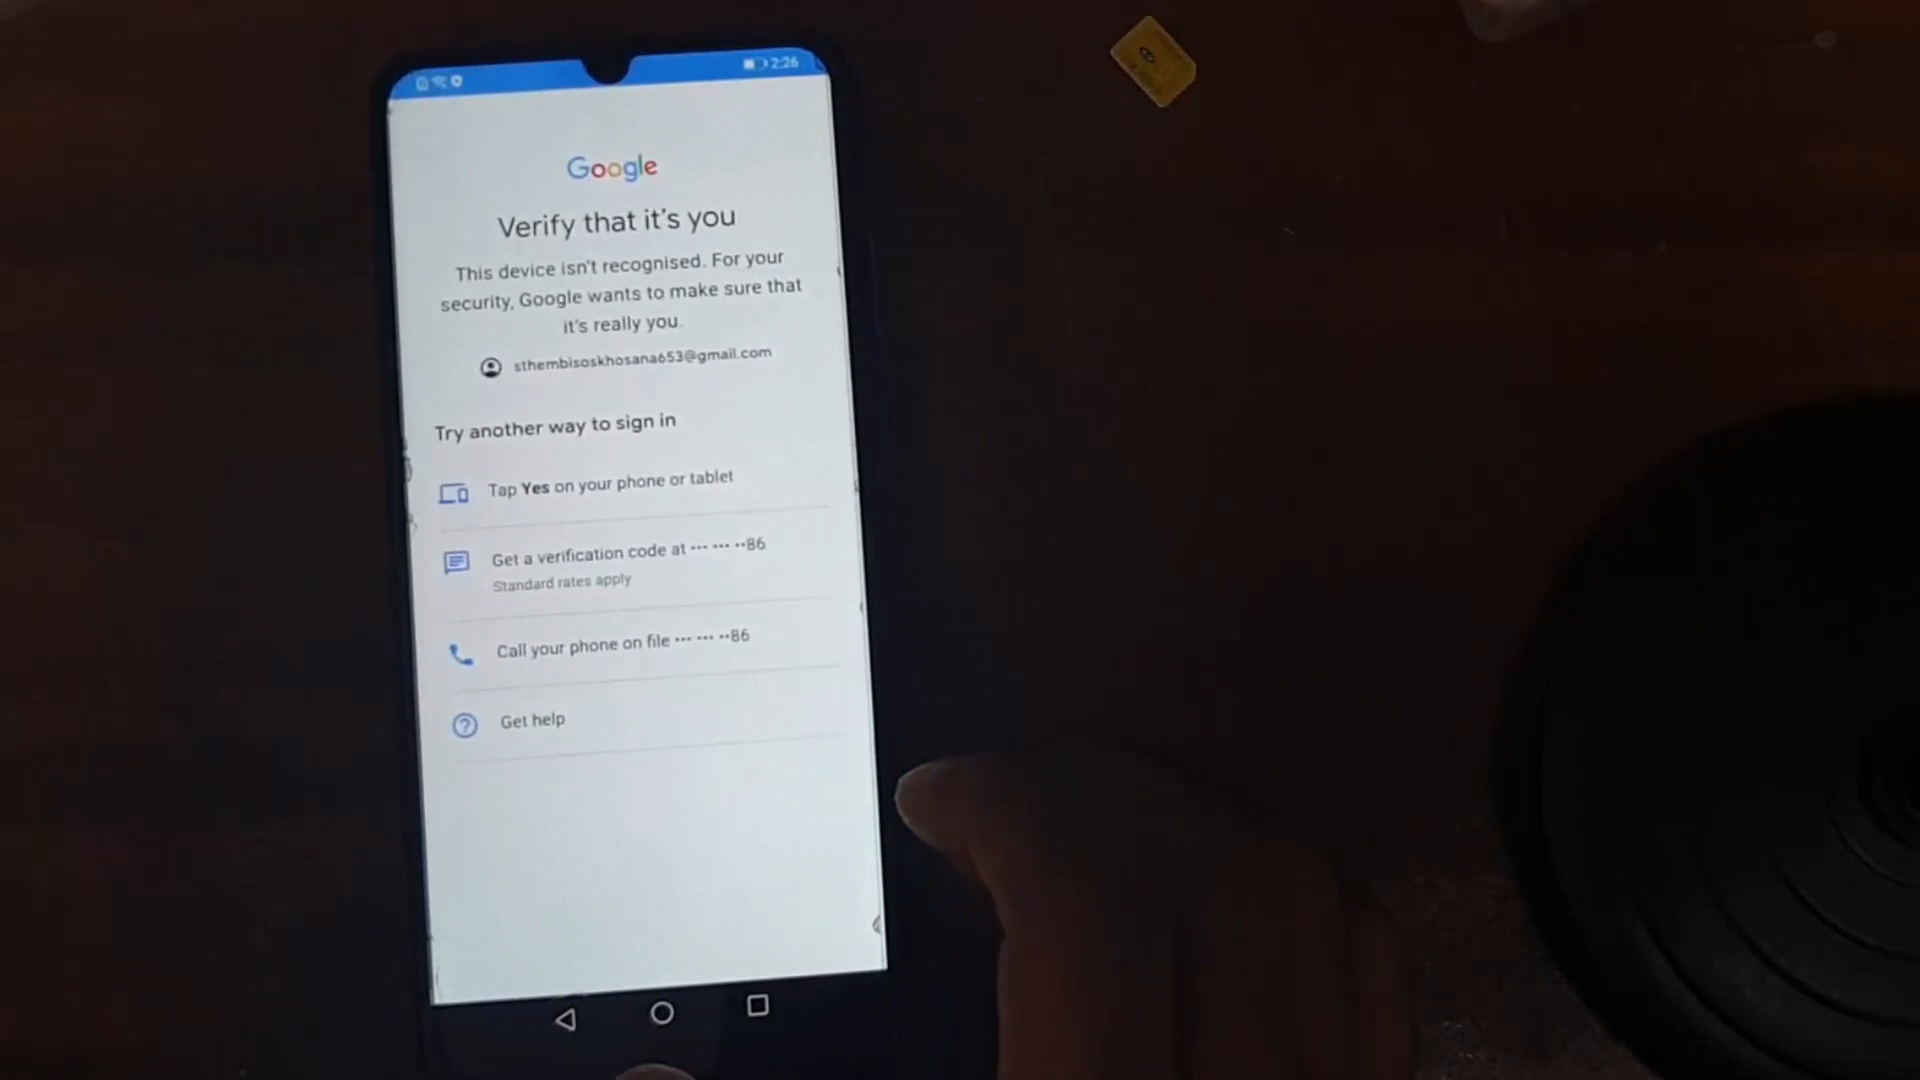 2:26
Google
Verify that it's you
This device isn't recognised. For your
security, Google wants to make sure that
it's really you.
sthembisoskhosana653@gmail.com
Try another way to sign in
Tap Yes on your phone or tablet
Get a verification code at ••• ••• ••86
Standard rates apply
Call your phone on file ••• ••• ••86
Get help